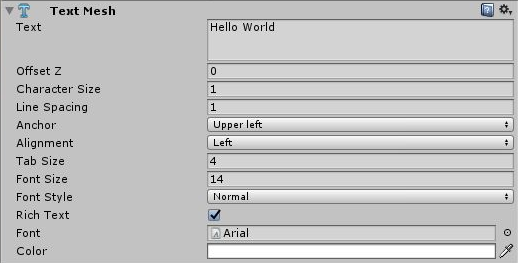 Text Mesh
Text Hello World
Offset Z 0
Character Size 1
Line Spacing 1
Anchor Upper left
Alignment Left
Tab Size 4
Font Size 14
Font Style Normal
Rich Text
Font Arial
Color